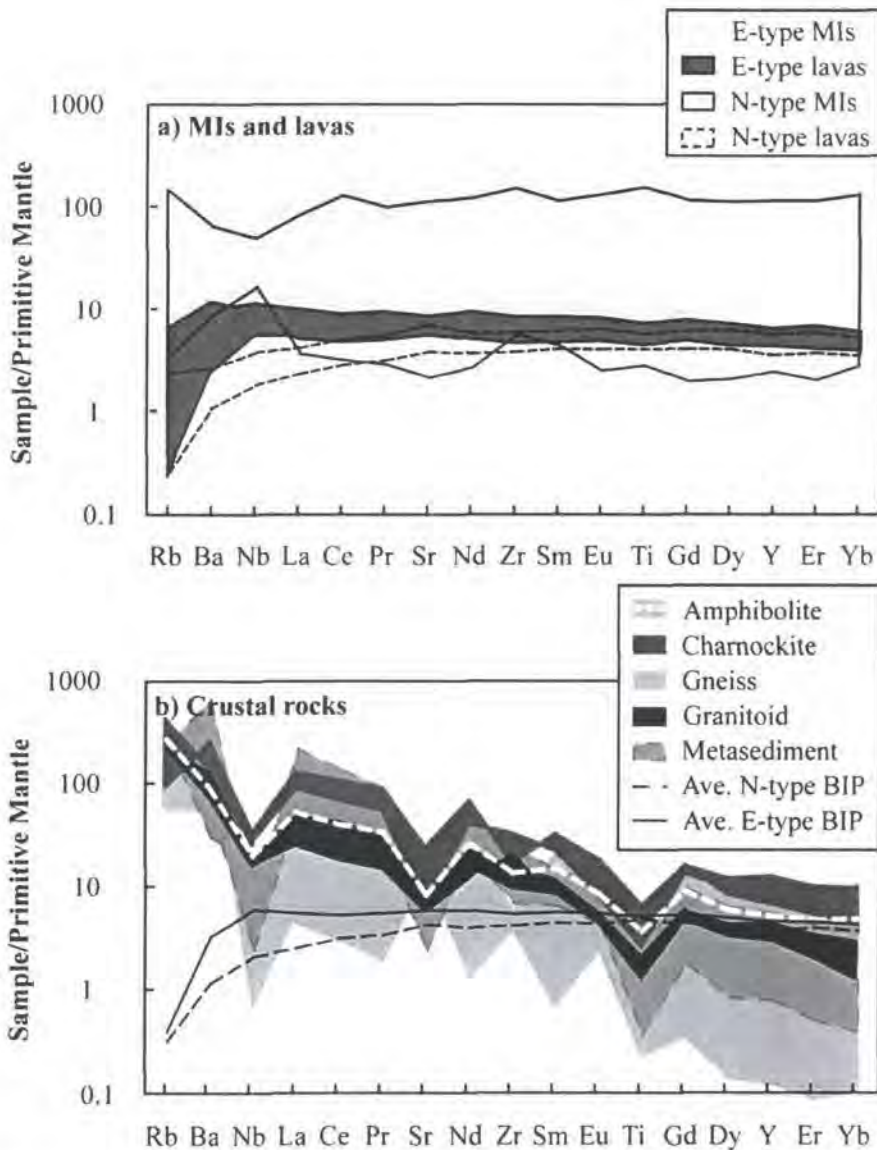 E-type MIs
E-type lavas
N-type MIs
N-type lavas
a) MIs and lavas
1000
100
10
1
0.1
Sample/Primitive Mantle
Rb Ba Nb La Ce Pr Sr Nd Zr Sm Eu Ti Gd Dy Y Er Yb
Amphibolite
Charnockite
Gneiss
Granitoid
Metasediment
Ave. N-type BIP
Ave. E-type BIP
b) Crustal rocks
1000
100
10
1
0.1
Sample/Primitive Mantle
Rb Ba Nb La Ce Pr Sr Nd Zr Sm Eu Ti Gd Dy Y Er Yb